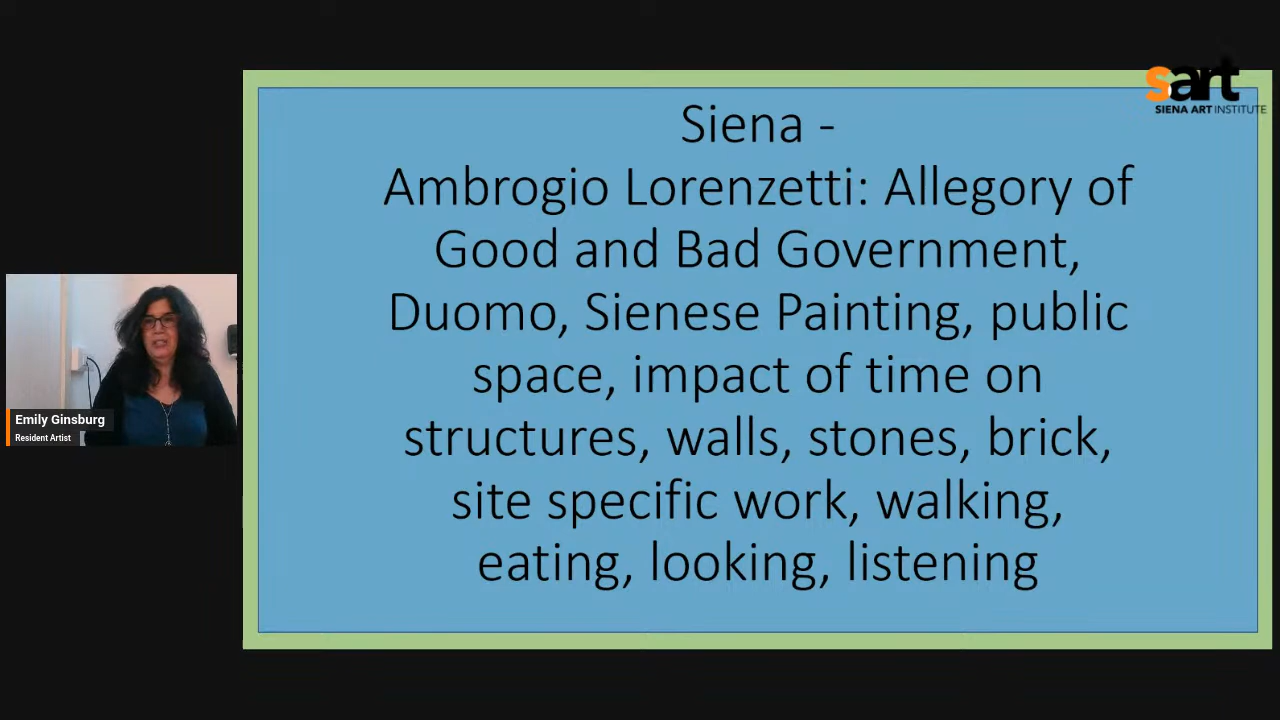 sart
SIENA ART INSTITUTE
Siena -
Ambrogio Lorenzetti: Allegory of
Good and Bad Government,
Duomo, Sienese Painting, public
space, impact of time on
structures, walls, stones, brick,
site specific work, walking,
eating, looking, listening
Emily Ginsburg
Resident Artist